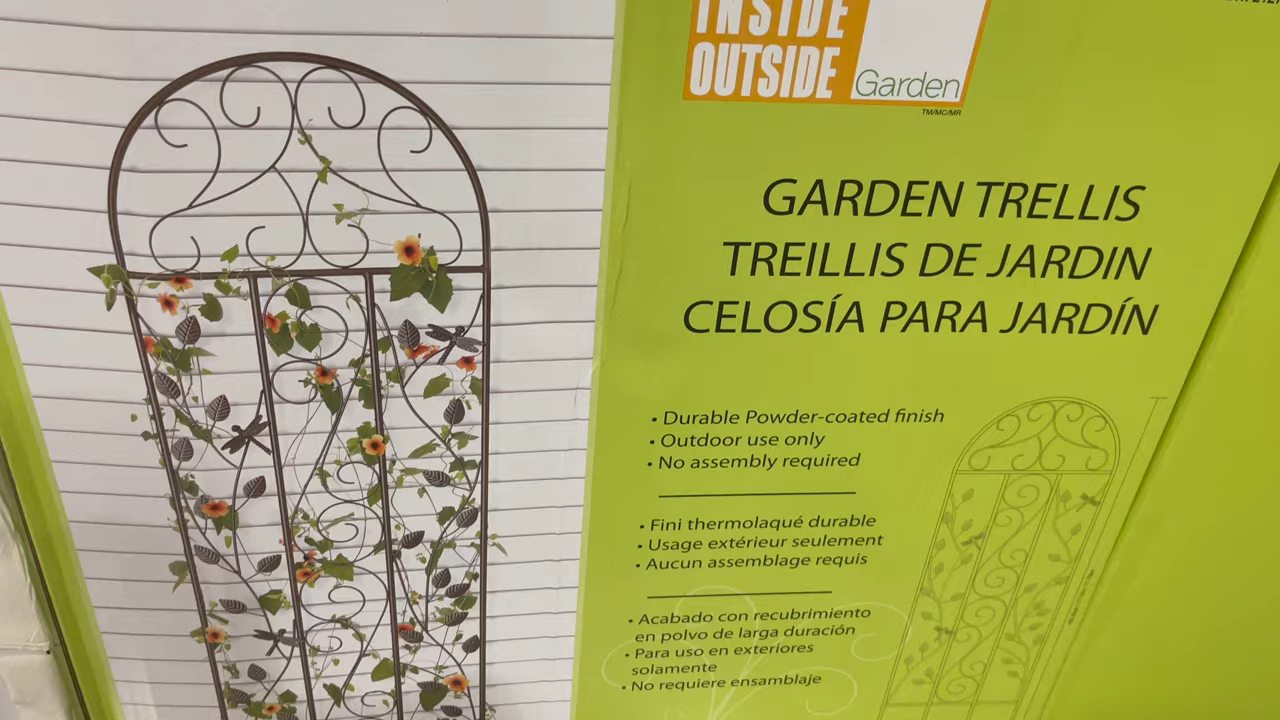 INSIDE
OUTSIDE
Garden
TM/MC/MR
GARDEN TRELLIS
TREILLIS DE JARDIN
CELOSÍA PARA JARDÍN
• Durable Powder-coated finish
• Outdoor use only
• No assembly required
• Fini thermolaqué durable
• Usage extérieur seulement
• Aucun assemblage requis
• Acabado con recubrimiento
en polvo de larga duración
• Para uso en exteriores
solamente
• No requiere ensamblaje